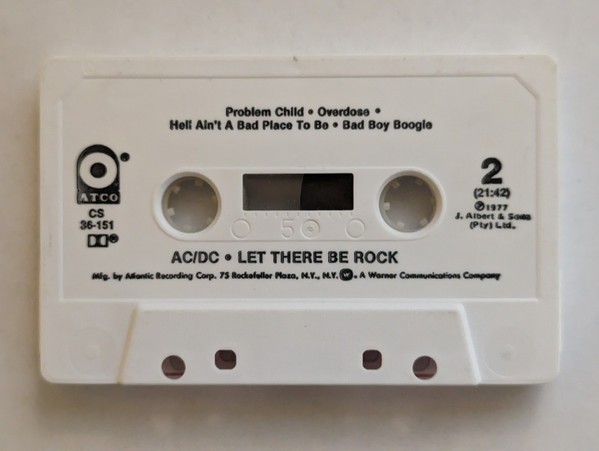 Problem Child • Overdose •
Hell Ain't A Bad Place To Be • Bad Boy Boogie
ATCO®
CS
36-151
®
2
(21:42)
℗1977
J. Albert & Sons
(Pty) Ltd.
50
AC/DC • LET THERE BE ROCK
Mfg. by Atlantic Recording Corp. 75 Rockefeller Plaza, N.Y., N.Y. W. A Warner Communications Company